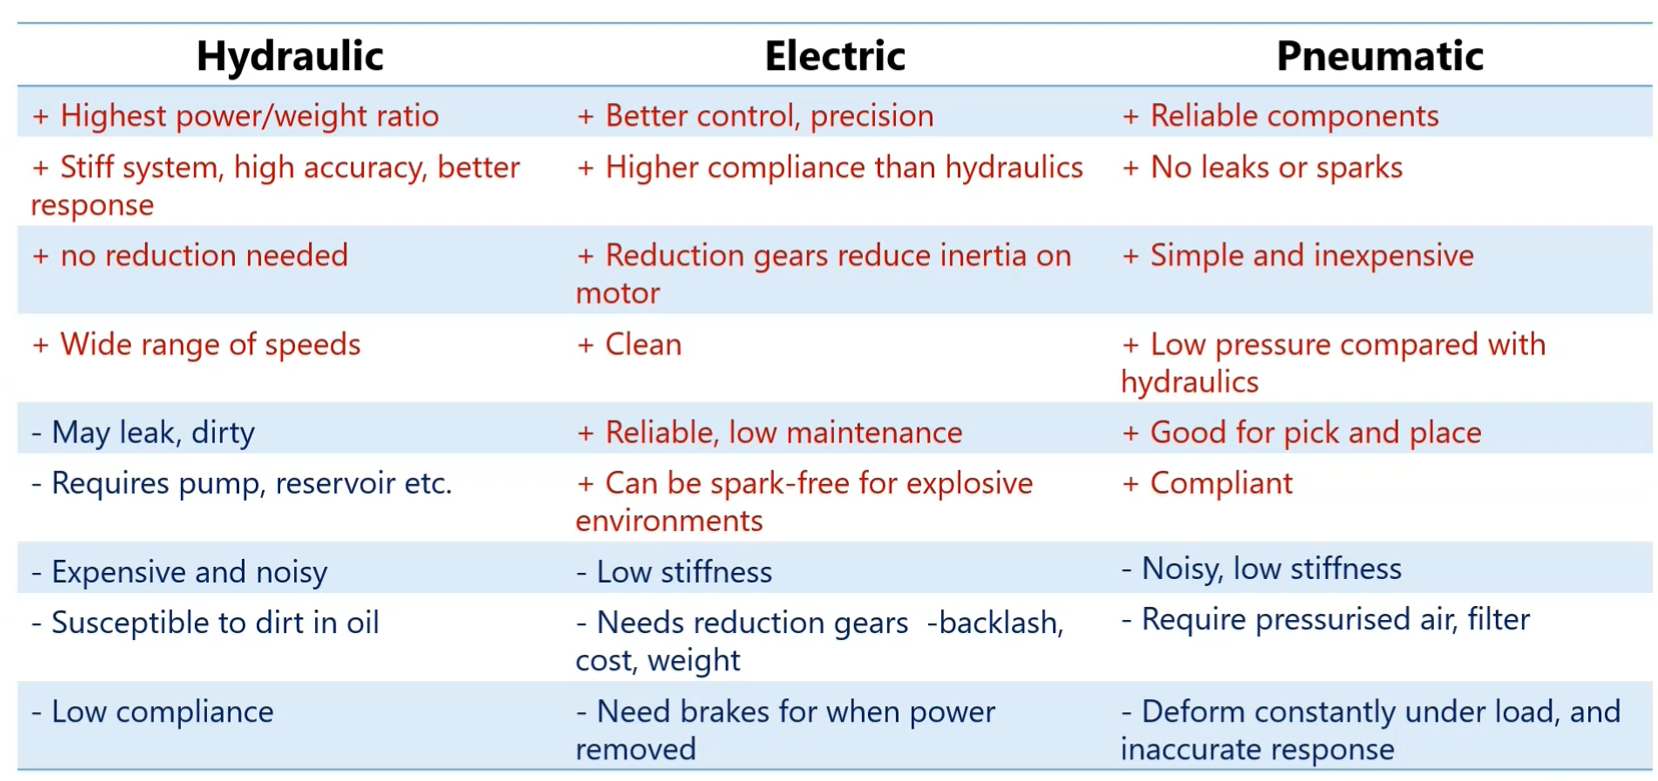 Hydraulic Electric Pneumatic
+ Highest power/weight ratio + Better control, precision + Reliable components
+ Stiff system, high accuracy, better
response + Higher compliance than hydraulics + No leaks or sparks
+ no reduction needed + Reduction gears reduce inertia on
motor + Simple and inexpensive
+ Wide range of speeds + Clean + Low pressure compared with
hydraulics
- May leak, dirty + Reliable, low maintenance + Good for pick and place
- Requires pump, reservoir etc. + Can be spark-free for explosive
environments + Compliant
- Expensive and noisy - Low stiffness - Noisy, low stiffness
- Susceptible to dirt in oil - Needs reduction gears -backlash,
cost, weight - Require pressurised air, filter
- Low compliance - Need brakes for when power
removed - Deform constantly under load, and
inaccurate response